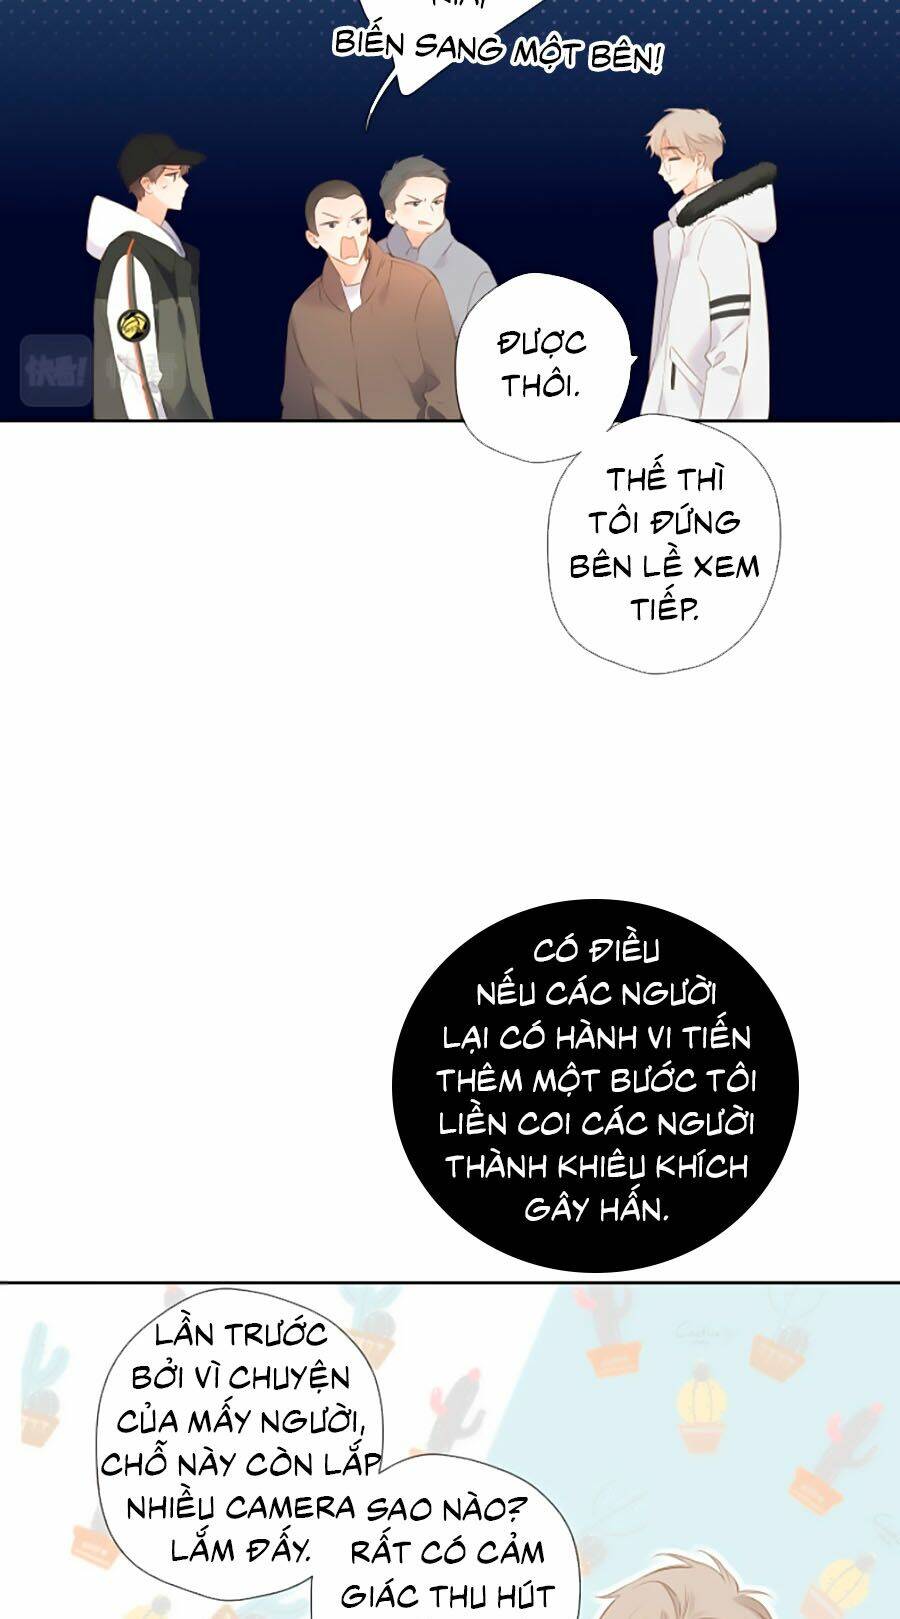 BIẾN SANG MỘT BÊN!
ĐƯỢC
THÔI.
THẾ THÌ
TÔI ĐỨNG
BÊN LỀ XEM
TIẾP.
快看!
CÓ ĐIỀU
NẾU CÁC NGƯỜI
LẠI CÓ HÀNH VI TIẾN
THÊM MỘT BƯỚC TÔI
LIỀN COI CÁC NGƯỜI
THÀNH KHIÊU KHÍCH
GÂY HẤN.
LẦN TRƯỚC
BỞI VÌ CHUYỆN
CỦA MẤY NGƯỜI,
CHỖ NÀY CÒN LẮP
NHIỀU CAMERA
LẮM ĐẤY.
SAO NÀO?
RẤT CÓ CẢM
GIÁC THU HÚT